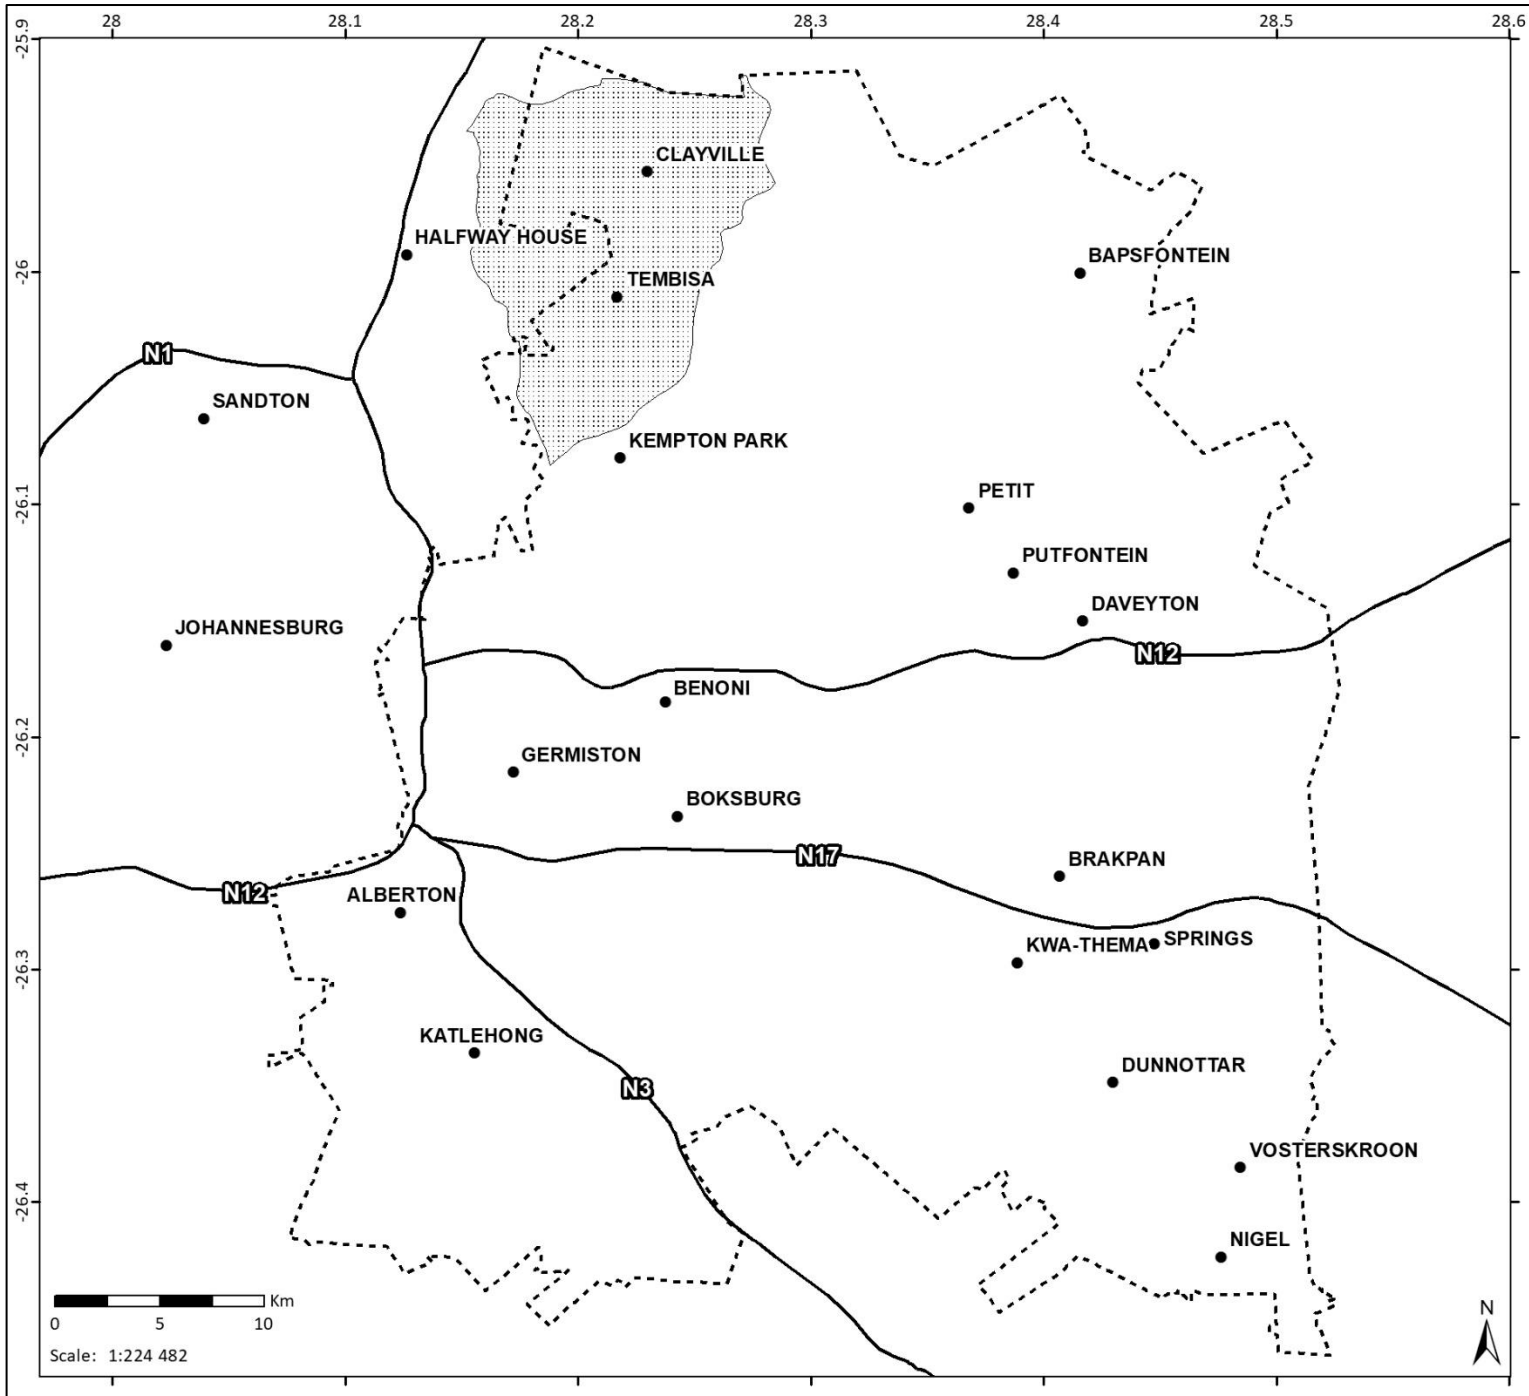 28 28.1 28.2 28.3 28.4 28.5 28.6
-25.9
CLAYVILLE
HALFWAY HOUSE
BAPSFONTEIN
-26
TEMBISA
N1
SANDTON
KEMPTON PARK
PETIT
-26.1
PUTFONTEIN
DAVEYTON
JOHANNESBURG
N12
BENONI
-26.2
GERMISTON
BOKSBURG
N17
BRAKPAN
N12
ALBERTON
KWA-THEMA
SPRINGS
-26.3
KATLEHONG
DUNNOTTAR
N3
VOSTERSKROON
-26.4
NIGEL
Km
0 5 10
N
Scale: 1:224 482